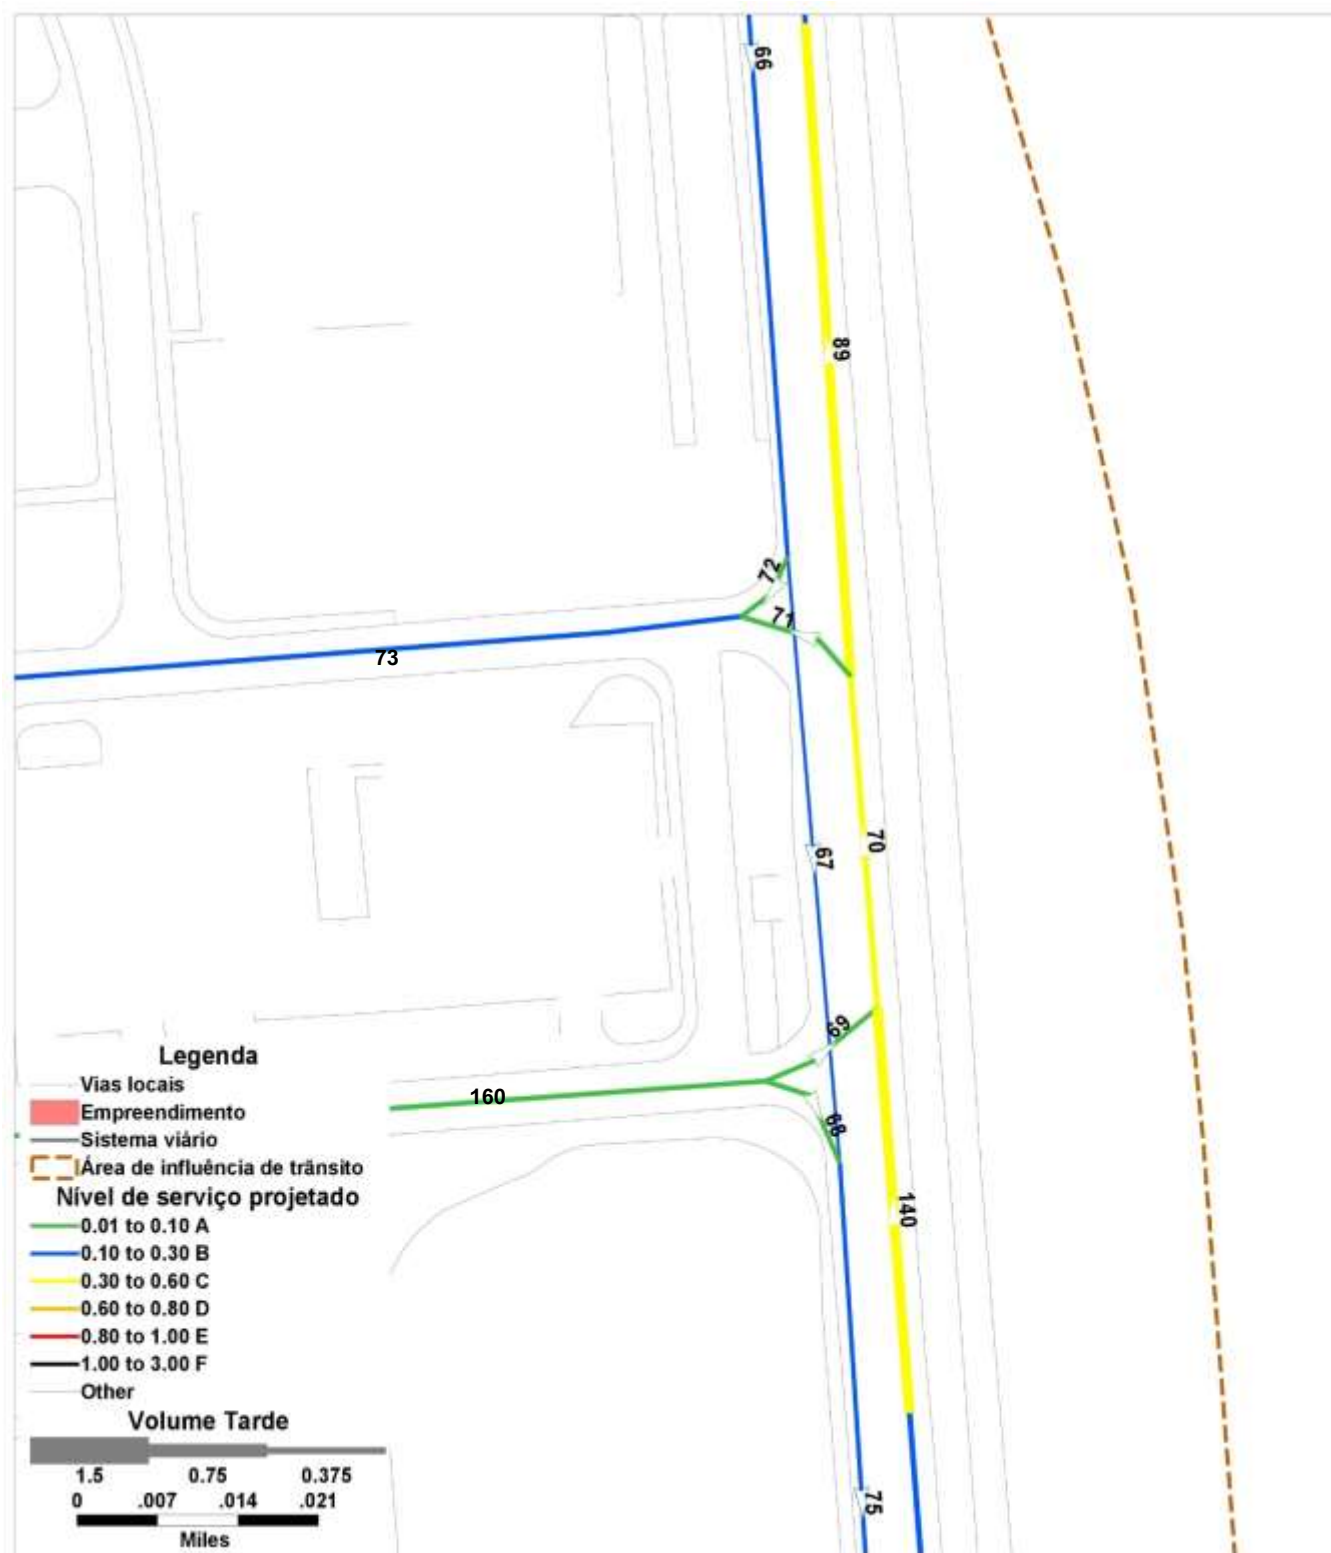 66
89
72
71
73
70
67
69
160
68
140
75
Legenda
Vias locais
Empreendimento
Sistema viário
Área de influência de trânsito
Nível de serviço projetado
0.01 to 0.10 A
0.10 to 0.30 B
0.30 to 0.60 C
0.60 to 0.80 D
0.80 to 1.00 E
1.00 to 3.00 F
Other
Volume Tarde
1.5 0.75 0.375
0 .007 .014 .021
Miles